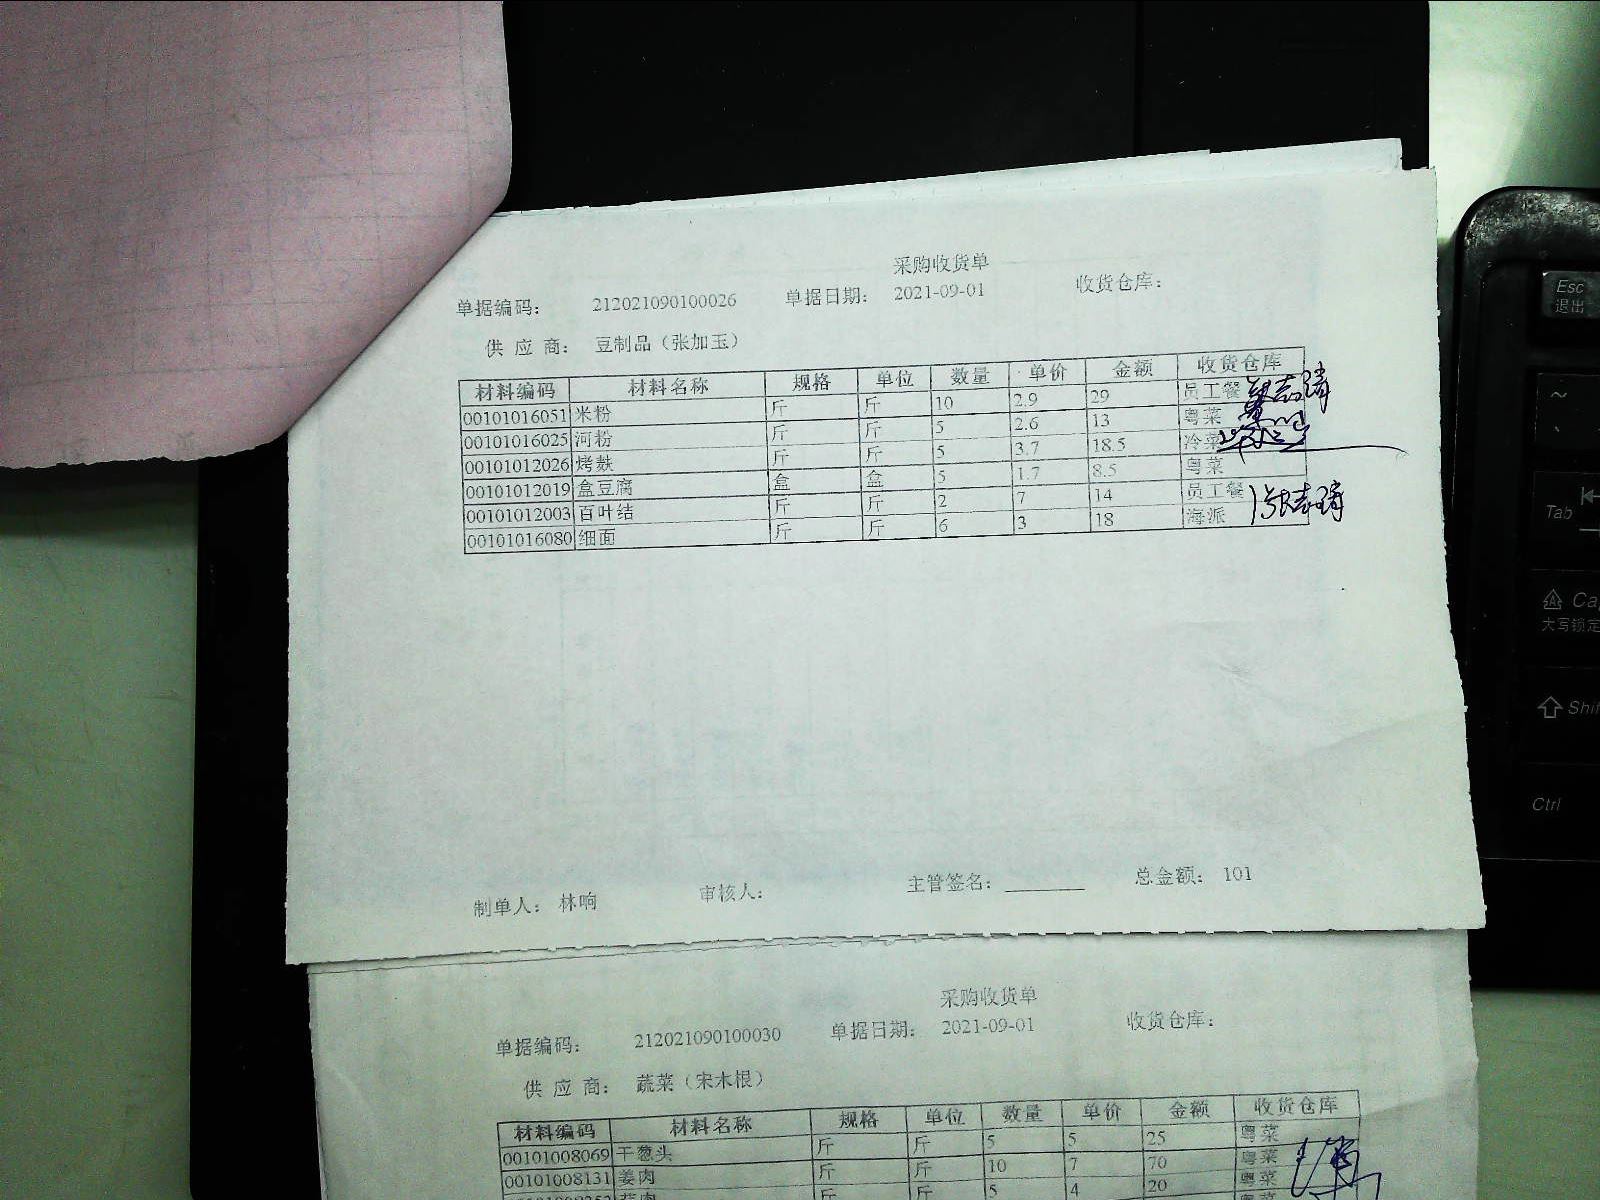 采购收货单
单据编码： 212021090100026 单据日期： 2021-09-01 收货仓库：
供 应 商： 豆制品（张加玉）
材料编码 材料名称 规格 单位 数量 单价 金额 收货仓库
00101016051 米粉 斤 斤 10 2.9 29 员工餐
00101016025 河粉 斤 斤 5 2.6 13 粤菜
00101012026 烤麸 斤 斤 5 3.7 18.5 冷菜
00101012019 盒豆腐 盒 盒 5 1.7 8.5 粤菜
00101012003 百叶结 斤 斤 2 7 14 员工餐
00101016080 细面 斤 斤 6 3 18 海派
制单人： 林响 审核人： 主管签名： ________ 总金额： 101
采购收货单
单据编码： 212021090100030 单据日期： 2021-09-01 收货仓库：
供 应 商： 蔬菜（宋木根）
材料编码 材料名称 规格 单位 数量 单价 金额 收货仓库
00101008069 干葱头 斤 斤 5 5 25 粤菜
00101008131 姜肉 斤 斤 10 7 70 粤菜
斤 斤 5 4 20 粤菜
Esc
退出
~
Tab
大写锁定
Ctrl